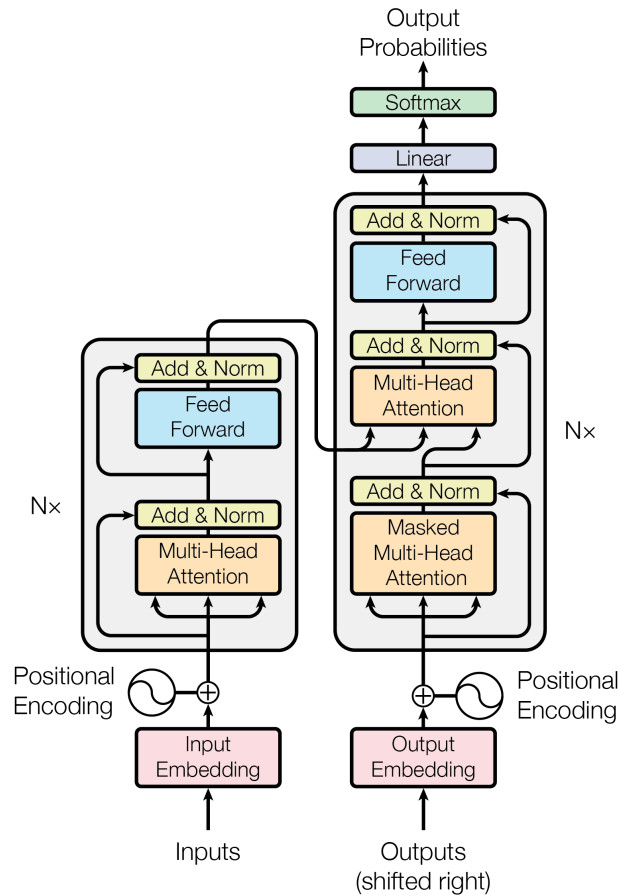 Output
Probabilities
Softmax
Linear
Add & Norm
Feed
Forward
Add & Norm
Multi-Head
Attention
Add & Norm
Masked
Multi-Head
Attention
N×
Add & Norm
Feed
Forward
N×
Add & Norm
Multi-Head
Attention
Positional
Encoding
Positional
Encoding
Input
Embedding
Output
Embedding
Inputs
Outputs
(shifted right)